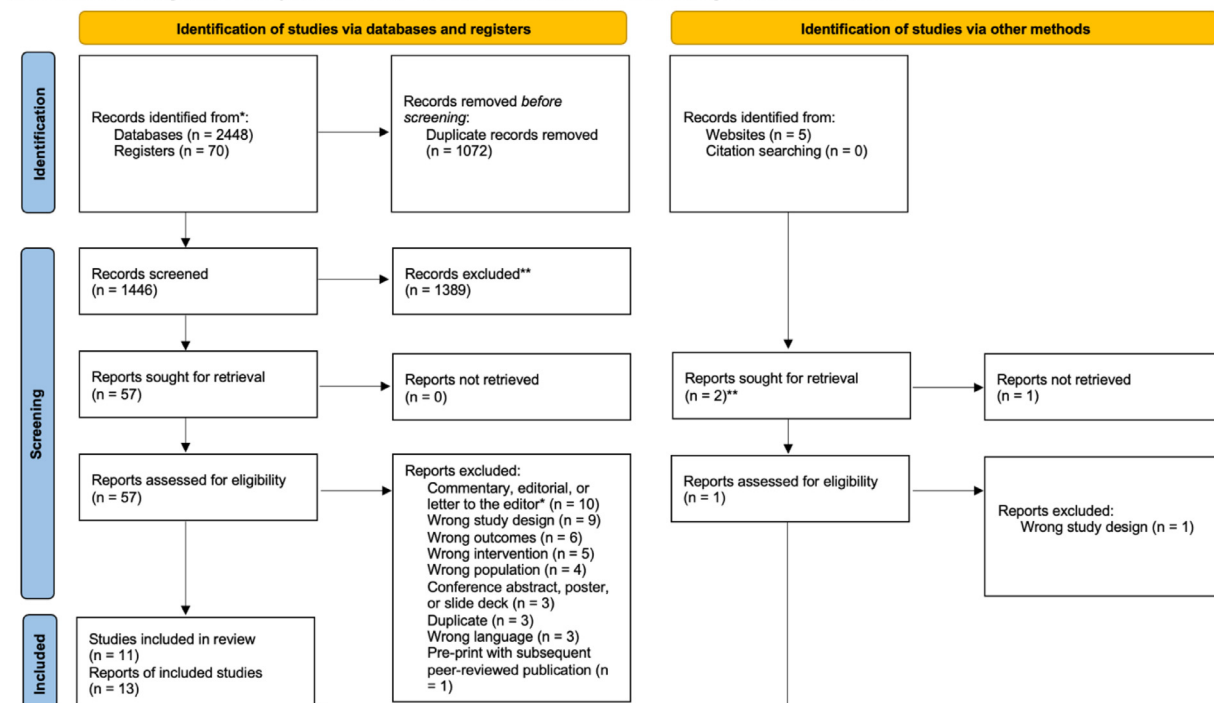 Identification of studies via databases and registers
Identification of studies via other methods
Identification
Records identified from*:
Databases (n = 2448)
Registers (n = 70)
Records removed before
screening:
Duplicate records removed
(n = 1072)
Records identified from:
Websites (n = 5)
Citation searching (n = 0)
Screening
Records screened
(n = 1446)
Records excluded**
(n = 1389)
Reports sought for retrieval
(n = 57)
Reports not retrieved
(n = 0)
Reports sought for retrieval
(n = 2)**
Reports not retrieved
(n = 1)
Reports assessed for eligibility
(n = 57)
Reports excluded:
Commentary, editorial, or
letter to the editor* (n = 10)
Wrong study design (n = 9)
Wrong outcomes (n = 6)
Wrong intervention (n = 5)
Wrong population (n = 4)
Conference abstract, poster,
or slide deck (n = 3)
Duplicate (n = 3)
Wrong language (n = 3)
Pre-print with subsequent
peer-reviewed publication (n
= 1)
Reports assessed for eligibility
(n = 1)
Reports excluded:
Wrong study design (n = 1)
Included
Studies included in review
(n = 11)
Reports of included studies
(n = 13)